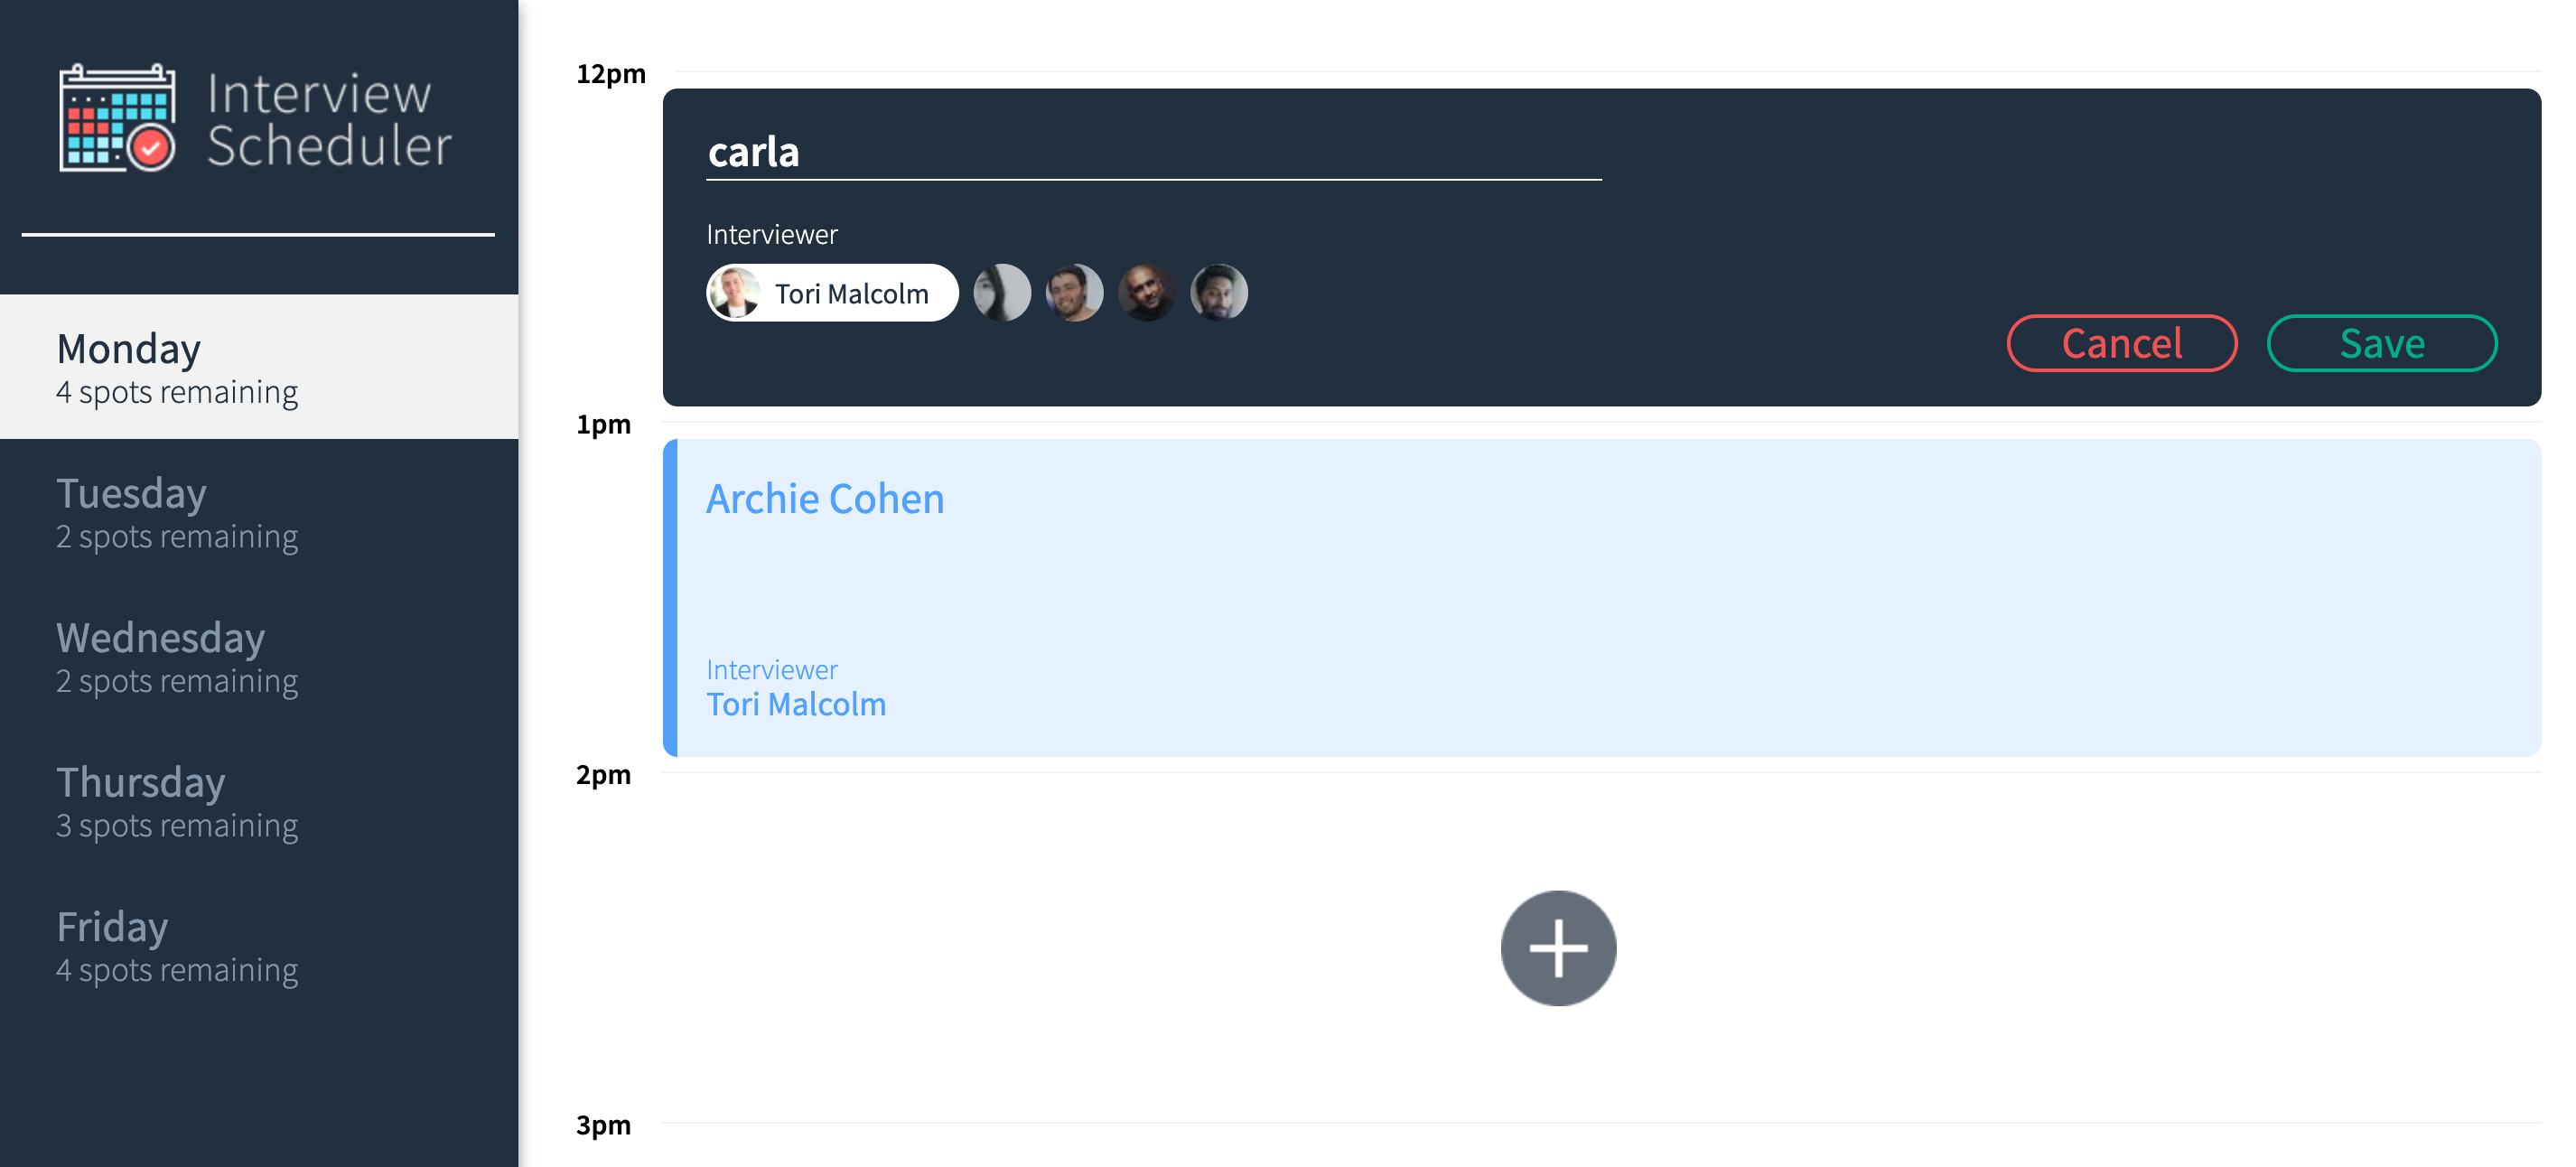 Interview
Scheduler
Monday
4 spots remaining
Tuesday
2 spots remaining
Wednesday
2 spots remaining
Thursday
3 spots remaining
Friday
4 spots remaining
12pm
carla
Interviewer
Tori Malcolm
Cancel
Save
1pm
Archie Cohen
Interviewer
Tori Malcolm
2pm
3pm